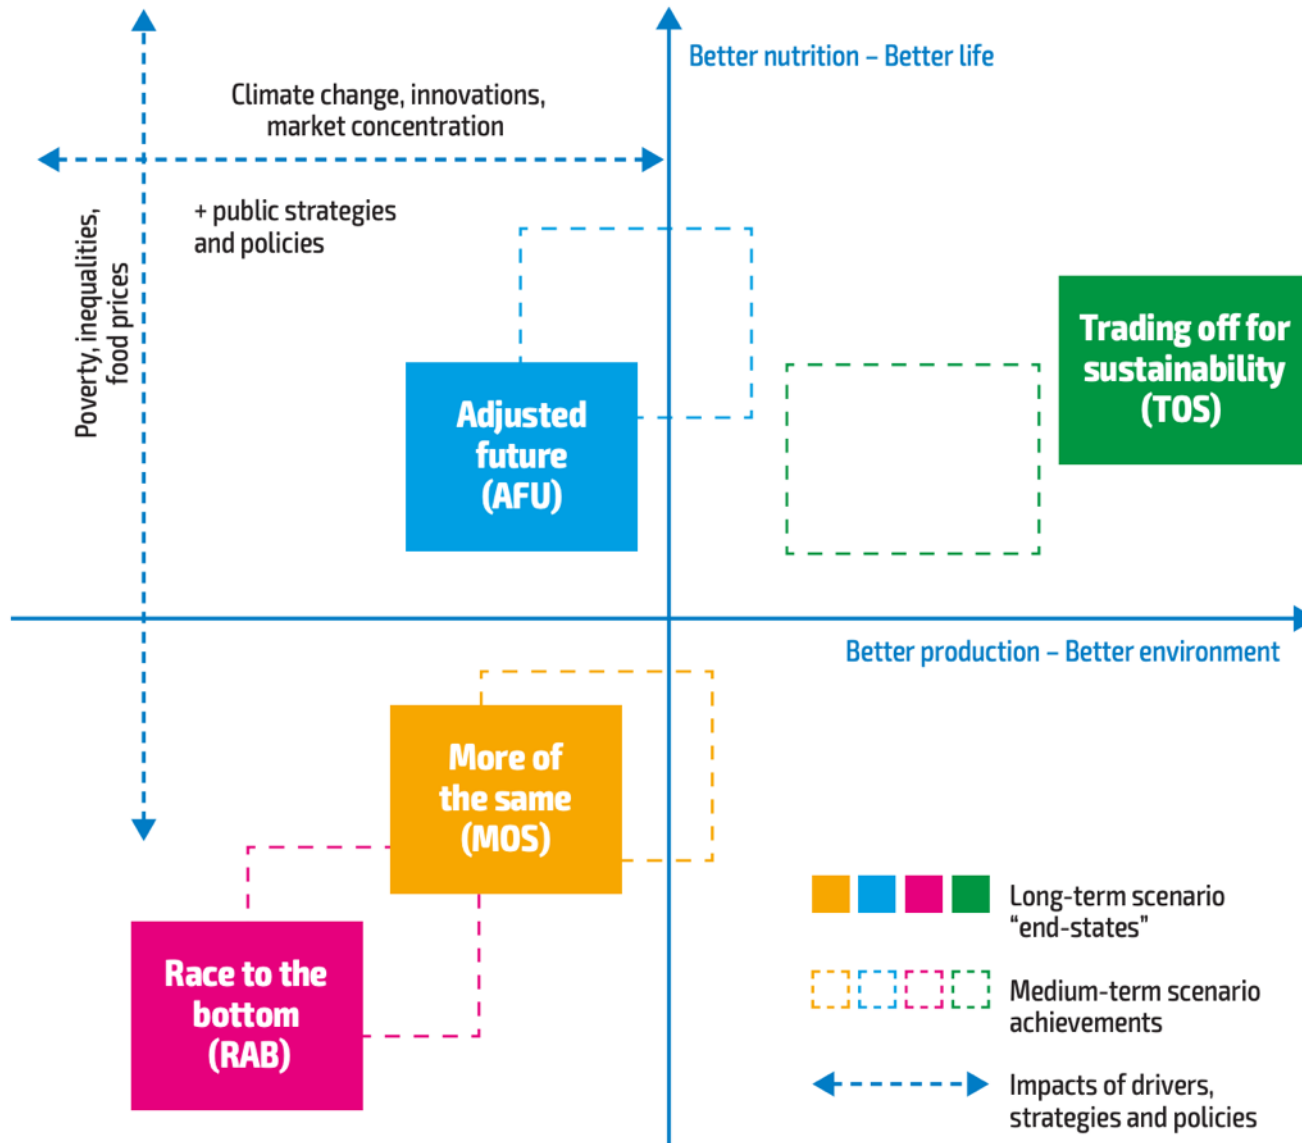 Better nutrition – Better life
Climate change, innovations,
market concentration
+ public strategies
and policies
Poverty, inequalities,
food prices
Trading off for
sustainability
(TOS)
Adjusted
future
(AFU)
Better production – Better environment
More of
the same
(MOS)
Race to the
bottom
(RAB)
Long-term scenario
“end-states”
Medium-term scenario
achievements
Impacts of drivers,
strategies and policies